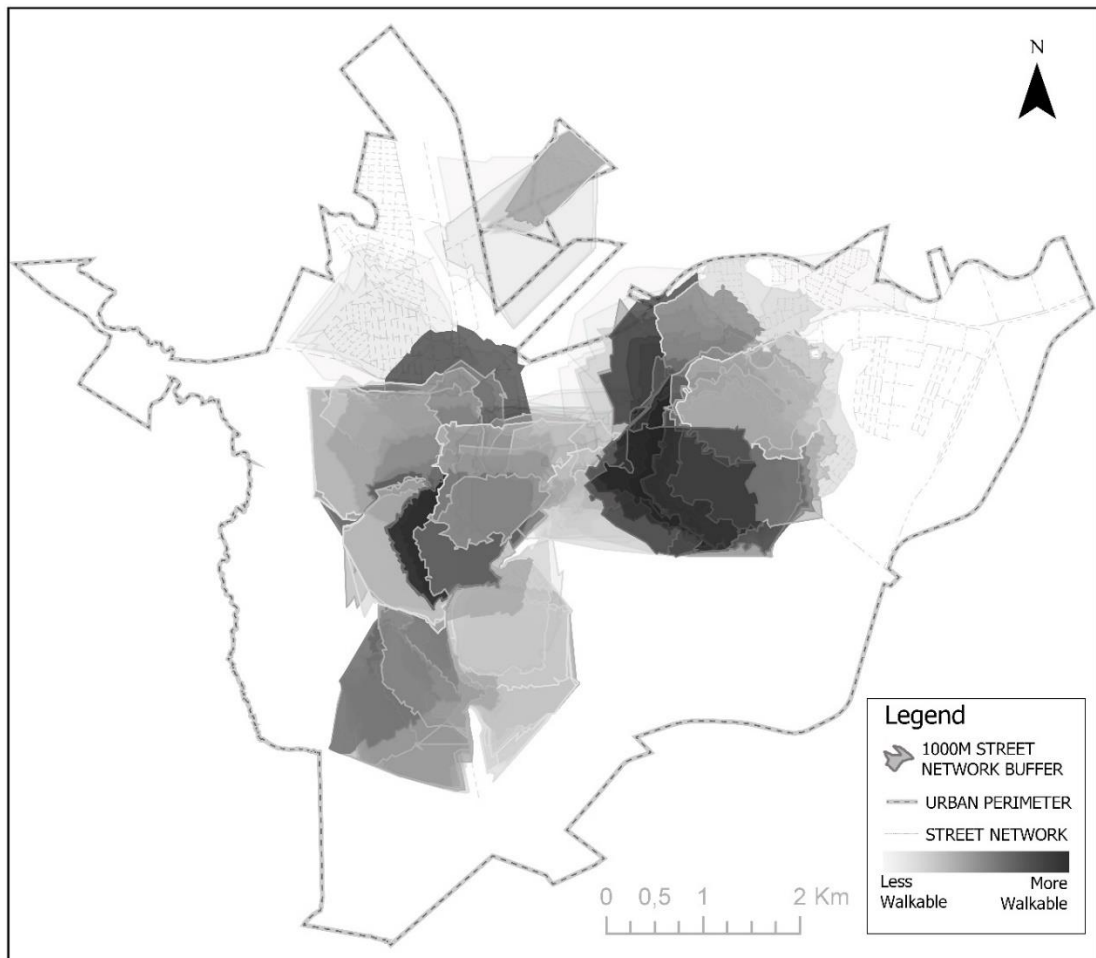 N
Legend
1000M STREET
NETWORK BUFFER
URBAN PERIMETER
STREET NETWORK
Less
Walkable
More
Walkable
0 0,5 1 2 Km